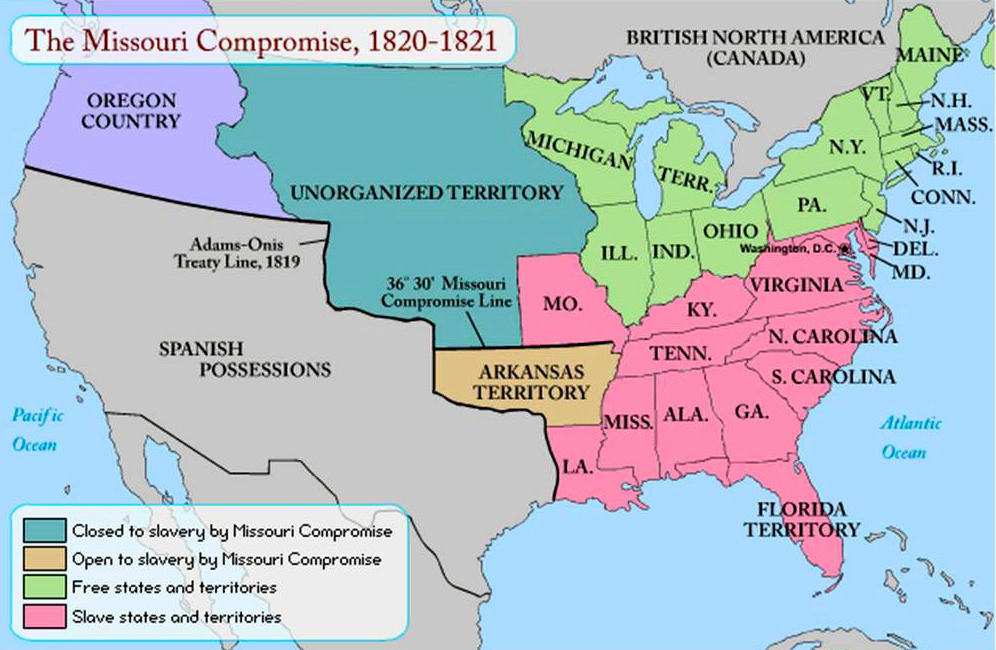 The Missouri Compromise, 1820-1821
BRITISH NORTH AMERICA
(CANADA)
MAINE
OREGON
COUNTRY
VT.
N.H.
MASS.
N.Y.
MICHIGAN
TERR.
R.I.
CONN.
UNORGANIZED TERRITORY
PA.
N.J.
OHIO
Washington, D.C.
DEL.
MD.
ILL.
IND.
Adams-Onis
Treaty Line, 1819
36° 30' Missouri
Compromise Line
MO.
VIRGINIA
KY.
N. CAROLINA
SPANISH
POSSESSIONS
TENN.
ARKANSAS
TERRITORY
S. CAROLINA
MISS.
ALA.
GA.
Pacific
Ocean
Atlantic
Ocean
LA.
FLORIDA
TERRITORY
Closed to slavery by Missouri Compromise
Open to slavery by Missouri Compromise
Free states and territories
Slave states and territories